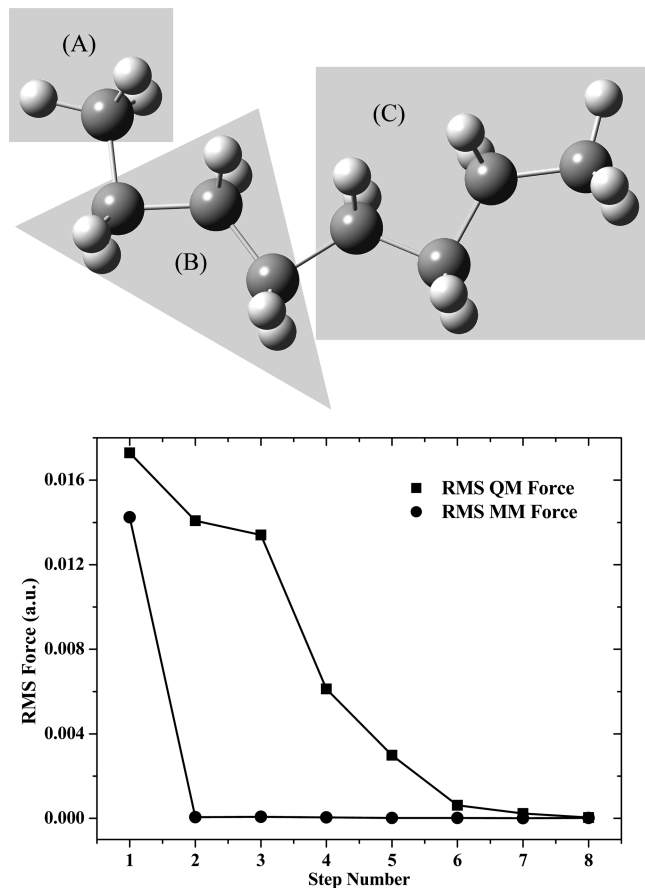 (A)
(C)
(B)
0.016
0.012
0.008
0.004
0.000
RMS Force (a.u.)
RMS QM Force
RMS MM Force
1 2 3 4 5 6 7 8
Step Number